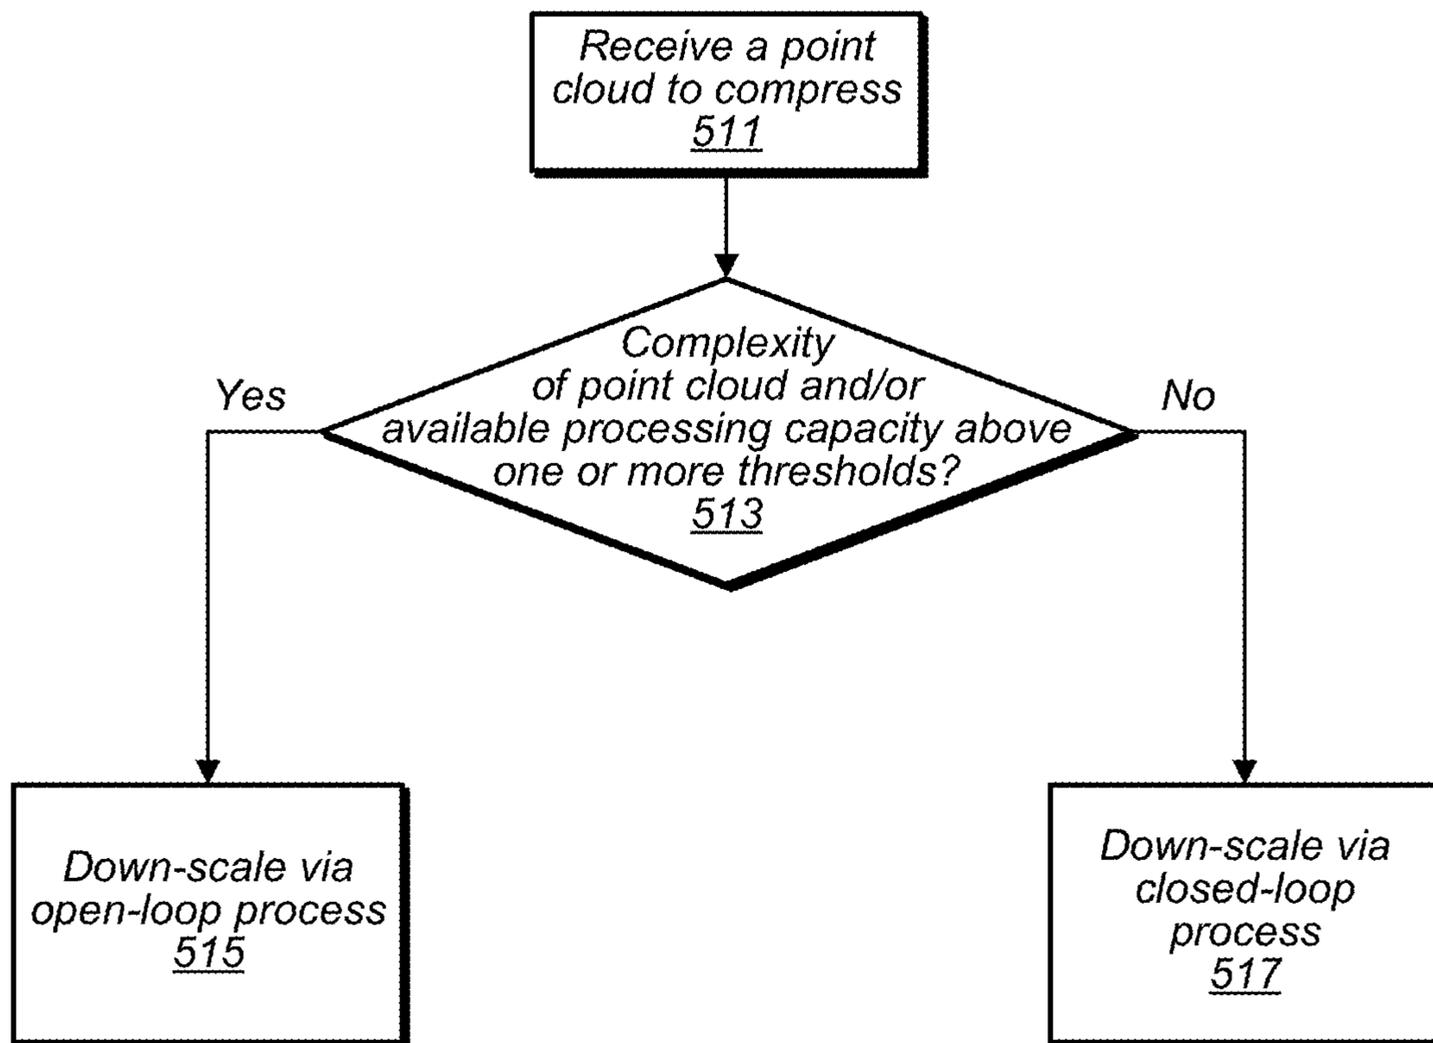 Receive a point
cloud to compress
511
Complexity
of point cloud and/or
available processing capacity above
one or more thresholds?
513
Yes
No
Down-scale via
open-loop process
515
Down-scale via
closed-loop
process
517